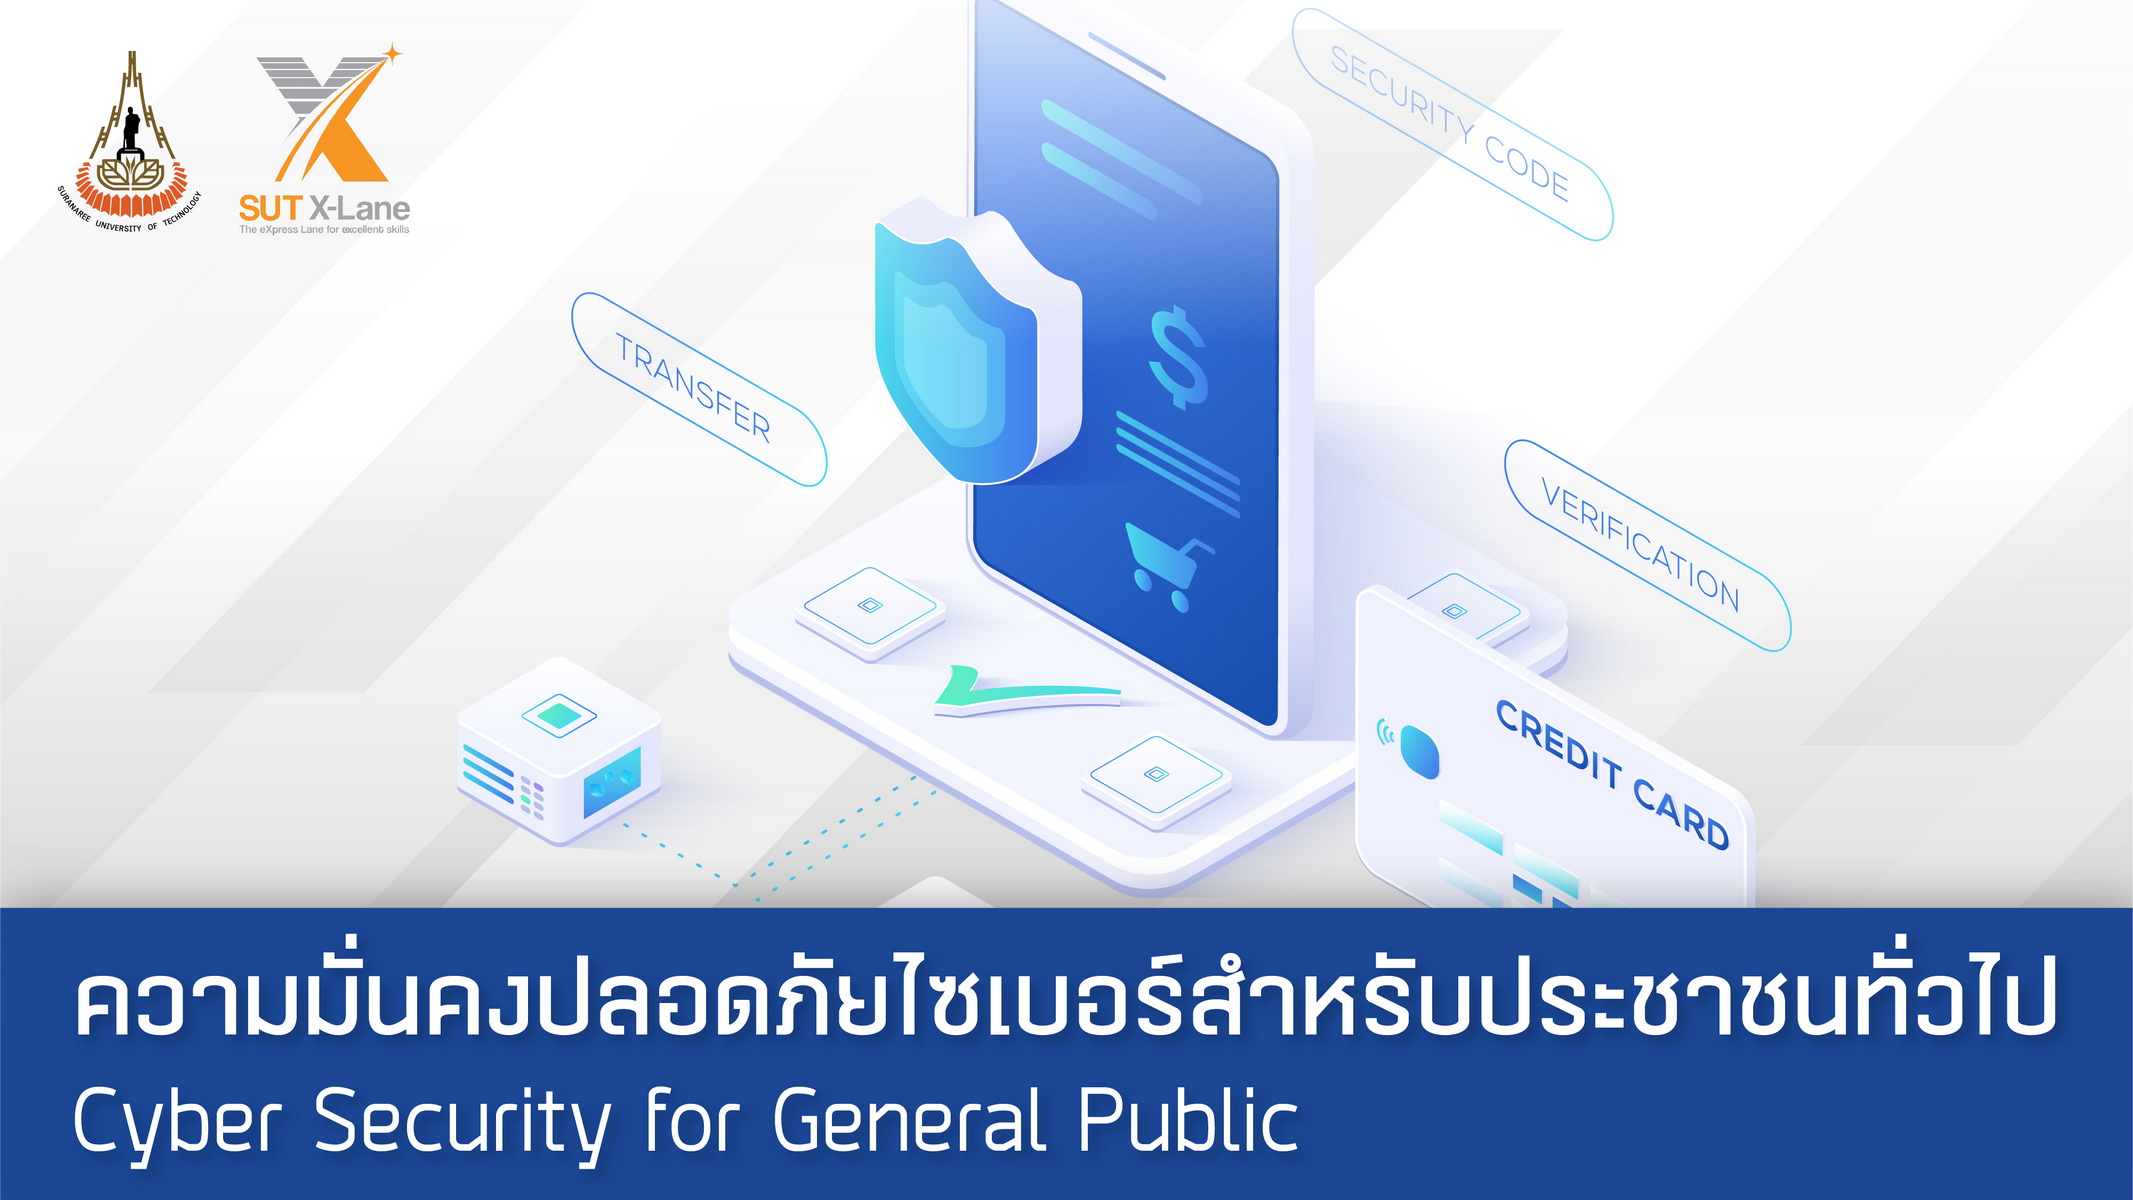 SURANAREE UNIVERSITY OF TECHNOLOGY
SUT X-Lane
The eXpress Lane for excellent skills
SECURITY CODE
TRANSFER
VERIFICATION
CREDIT CARD
ความมั่นคงปลอดภัยไซเบอร์สำหรับประชาชนทั่วไป
Cyber Security for General Public